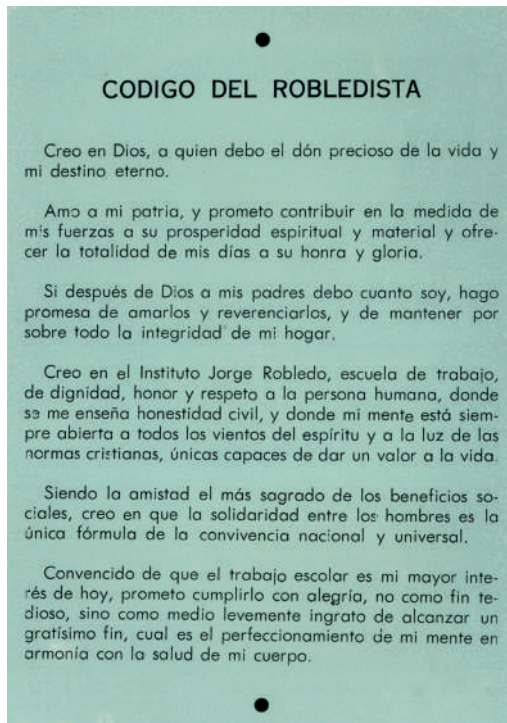 CODIGO DEL ROBLEDISTA
Creo en Dios, a quien debo el dón precioso de la vida y
mi destino eterno.
Amo a mi patria, y prometo contribuir en la medida de
mis fuerzas a su prosperidad espiritual y material y ofre-
cer la totalidad de mis días a su honra y gloria.
Si después de Dios a mis padres debo cuanto soy, hago
promesa de amarlos y reverenciarlos, y de mantener por
sobre todo la integridad de mi hogar.
Creo en el Instituto Jorge Robledo, escuela de trabajo,
de dignidad, honor y respeto a la persona humana, donde
se me enseña honestidad civil, y donde mi mente está siem-
pre abierta a todos los vientos del espíritu y a la luz de las
normas cristianas, únicas capaces de dar un valor a la vida.
Siendo la amistad el más sagrado de los beneficios so-
ciales, creo en que la solidaridad entre los hombres es la
única fórmula de la convivencia nacional y universal.
Convencido de que el trabajo escolar es mi mayor inte-
rés de hoy, prometo cumplirlo con alegría, no como fin te-
dioso, sino como medio levemente ingrato de alcanzar un
gratísimo fin, cual es el perfeccionamiento de mi mente en
armonía con la salud de mi cuerpo.